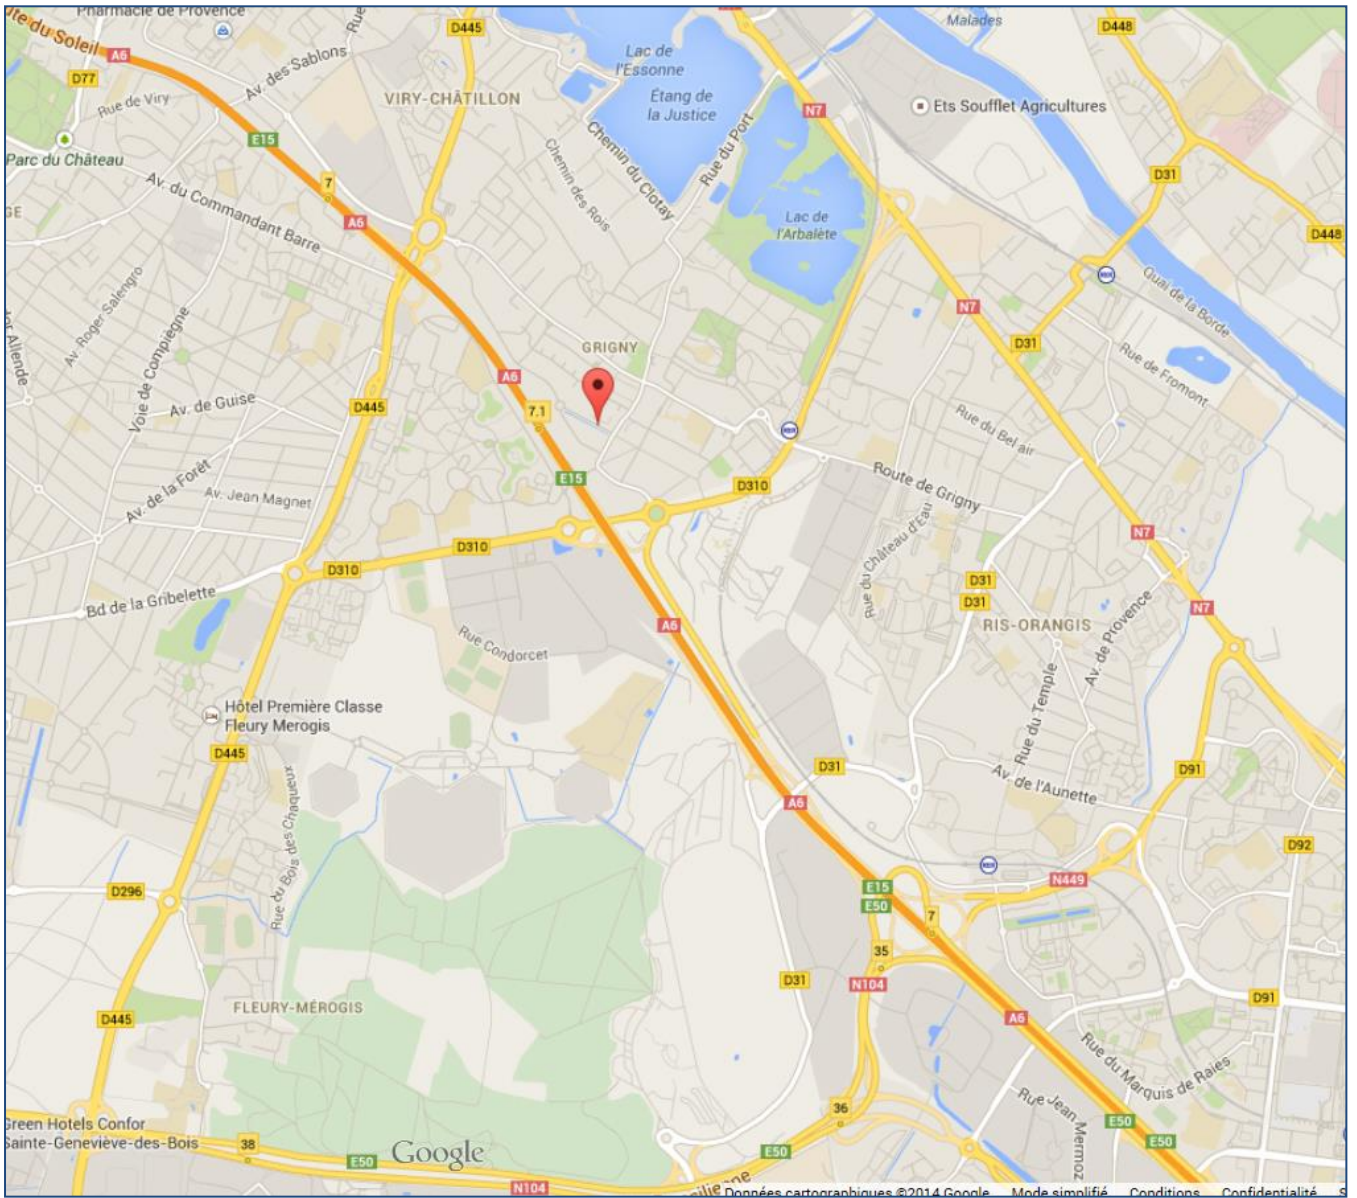 Pharmacie de Provence
ute du Soleil
A6
D77
Rue de Viry
Av. des Sablons
Rue
D445
VIRY-CHÂTILLON
E15
Parc du Château
7
A6
Av. du Commandant Barre
GE
Lac de
l'Essonne
Étang de
la Justice
Chemin du Clotay
Chemin des Rois
Rue du Port
N7
Malades
D448
Ets Soufflet Agricultures
D31
D448
Lac de
l'Arbalète
Quai de la Borde
N7
D31
Rue de Fromont
Av. Roger Salengro
Voie de Compiègne
Allende
Av. de Guise
D445
GRIGNY
A6
7.1
E15
Rue du Bel air
Av. de la Forêt
Av. Jean Magnet
D310
Route de Grigny
Rue du Château d'Eau
N7
D310
D310
D31
D31
RIS-ORANGIS
N7
Bd de la Gribelette
A6
Rue Condorcet
Av. de Provence
Rue du Temple
Hôtel Première Classe
Fleury Merogis
D445
D31
Av. de l'Aunette
D91
A6
Rue du Bois des Chaqueux
D92
D296
E15
E50
N449
7
35
N104
D31
D91
FLEURY-MÉROGIS
D445
A6
Rue du Marquis de Raies
Rue Jean Mermoz
36
E50
E50
Green Hotels Confor
Sainte-Geneviève-des-Bois
38
E50
Google
E50
N104
ilienne
Données cartographiques ©2014 Google
Mode simplifié
Conditions
Confidentialité
S